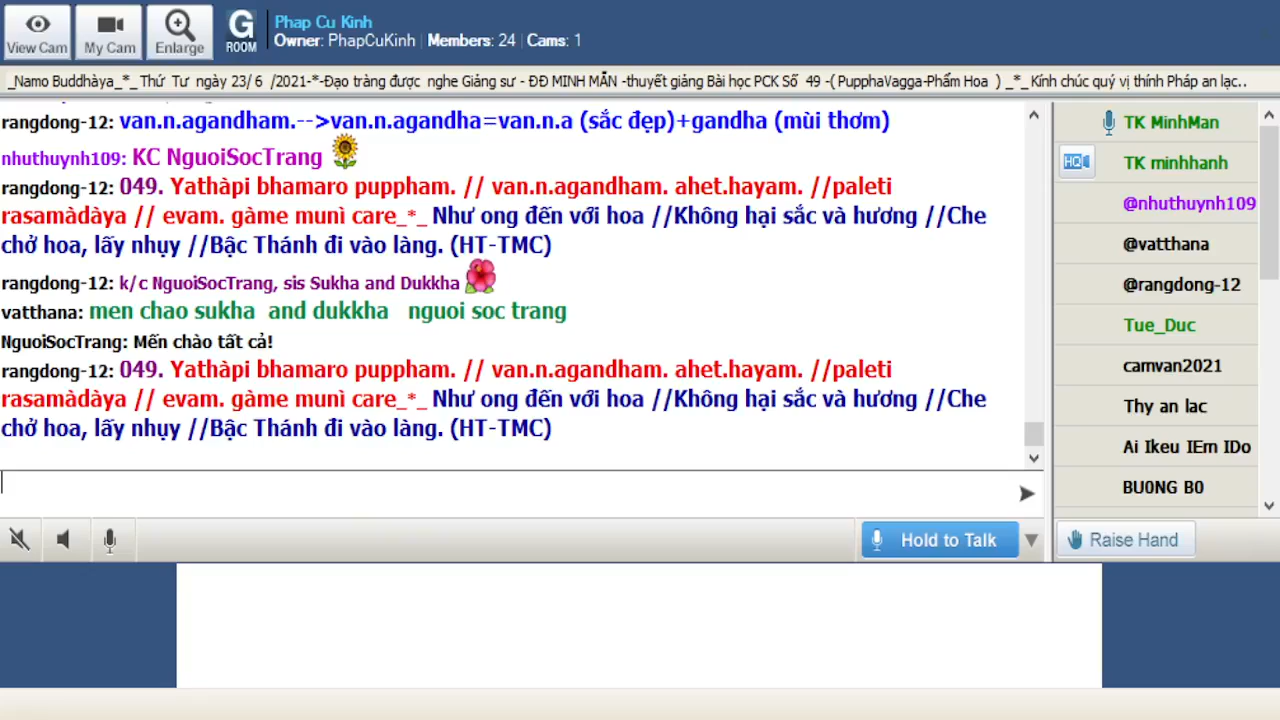 View Cam
My Cam
Enlarge
G
ROOM
Phap Cu Kinh
Owner: PhapCuKinh | Members: 24 | Cams: 1
_Namo Buddhàya_*_Thứ Tư ngày 23/ 6 /2021-*-Đạo tràng được nghe Giảng sư - ĐĐ MINH MẪN -thuyết giảng Bài học PCK Số 49 -( PupphaVagga-Phẩm Hoa ) _*_Kính chúc quý vị thính Pháp an lạc..
rangdong-12: van.n.agandham.-->van.n.agandha=van.n.a (sắc đẹp)+gandha (mùi thơm)
nhuthuynh109: KC NguoiSocTrang
rangdong-12: 049. Yathàpi bhamaro puppham. // van.n.agandham. ahet.hayam. //paleti
rasamàdàya // evam. gàme munì care_*_ Như ong đến với hoa //Không hại sắc và hương //Che
chở hoa, lấy nhụy //Bậc Thánh đi vào làng. (HT-TMC)
rangdong-12: k/c NguoiSocTrang, sis Sukha and Dukkha
vatthana: men chao sukha and dukkha nguoi soc trang
NguoiSocTrang: Mến chào tất cả!
rangdong-12: 049. Yathàpi bhamaro puppham. // van.n.agandham. ahet.hayam. //paleti
rasamàdàya // evam. gàme munì care_*_ Như ong đến với hoa //Không hại sắc và hương //Che
chở hoa, lấy nhụy //Bậc Thánh đi vào làng. (HT-TMC)
Hold to Talk
TK MinhMan
HQ
TK minhhanh
@nhuthuynh109
@vatthana
@rangdong-12
Tue_Duc
camvan2021
Thy an lac
Ai Ikeu IEm IDo
BU0NG B0
Raise Hand